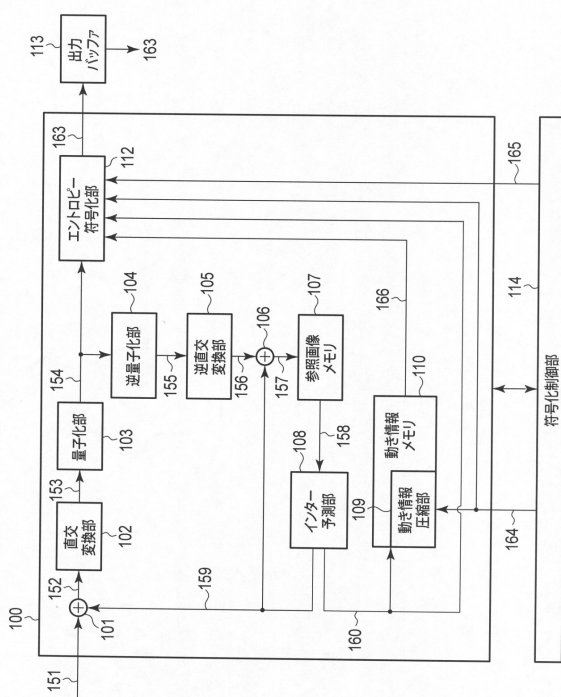 100
151
101
152
直交
変換部
102
153
量子化部
103
154
エントロピー
符号化部
112
163
出力
バッファ
113
163
逆量子化部
104
155
逆直交
変換部
105
156
106
157
参照画像
メモリ
107
158
インター
予測部
108
159
160
動き情報
圧縮部
109
動き情報
メモリ
110
166
164
165
符号化制御部
114